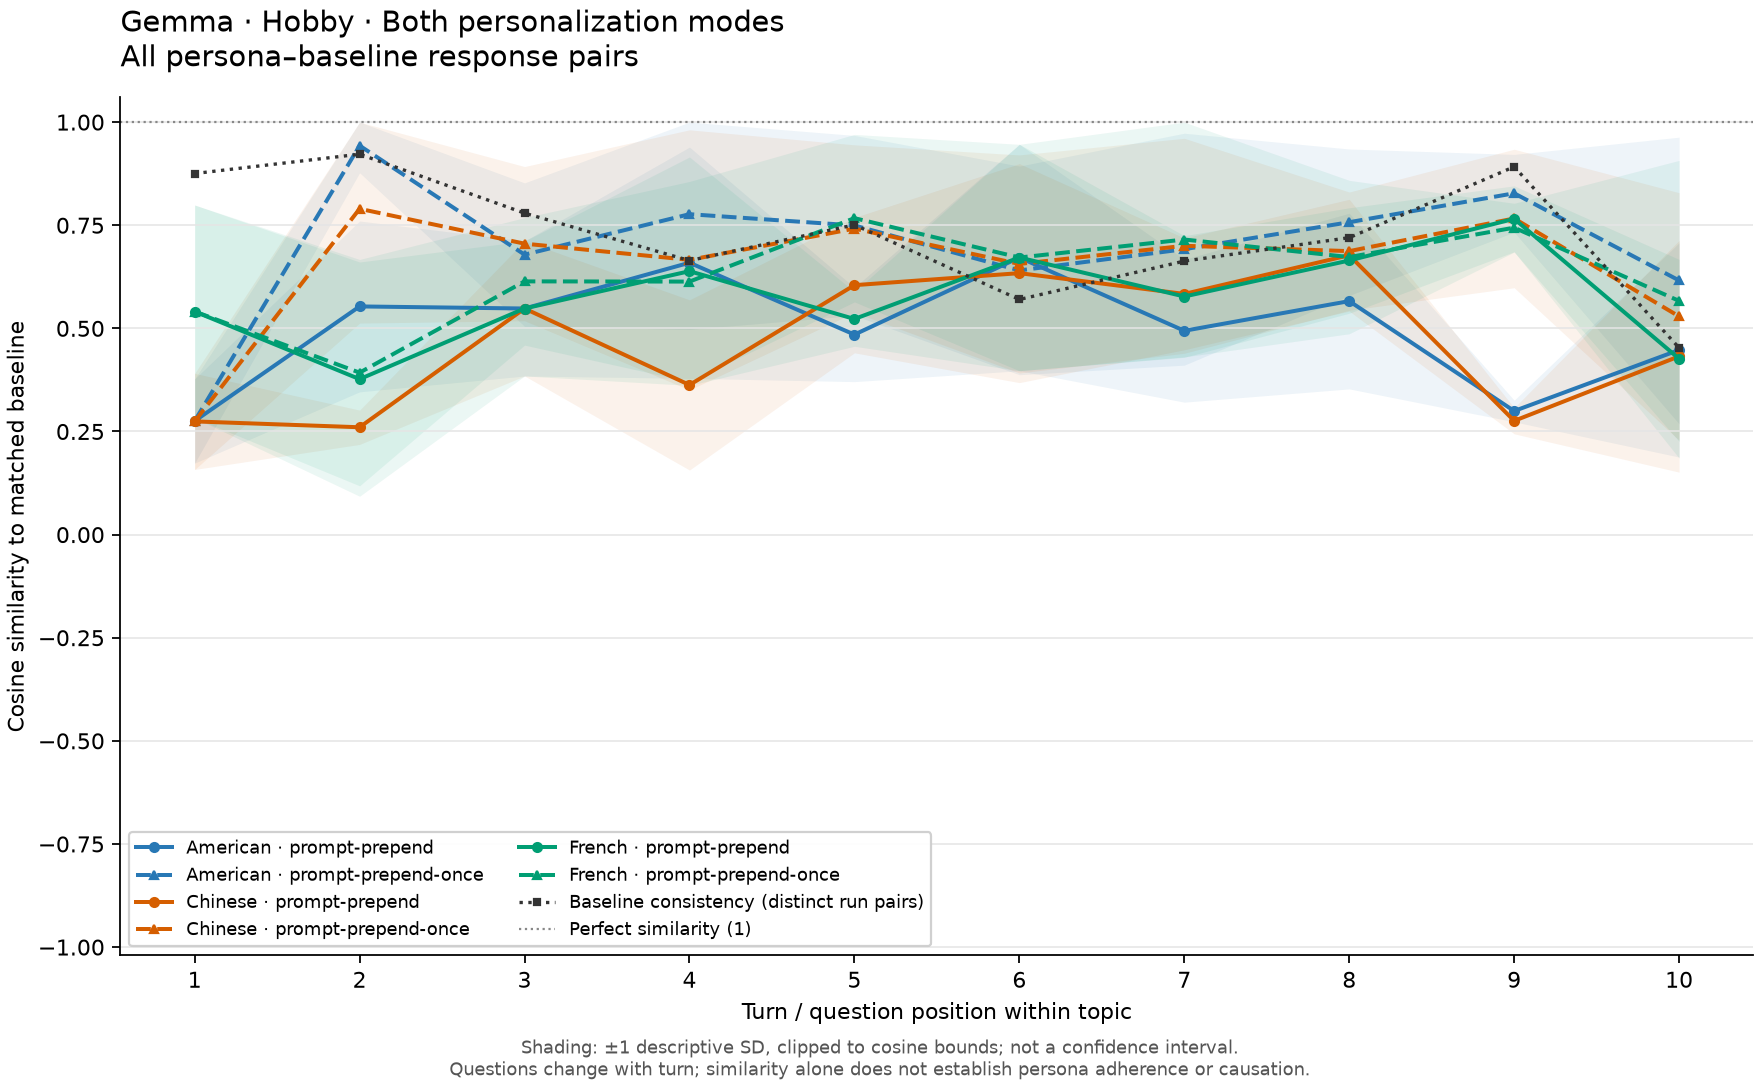 Gemma · Hobby · Both personalization modes
All persona–baseline response pairs
Cosine similarity to matched baseline
1.00
0.75
0.50
0.25
0.00
−0.25
−0.50
−0.75
−1.00
American · prompt-prepend
American · prompt-prepend-once
Chinese · prompt-prepend
Chinese · prompt-prepend-once
French · prompt-prepend
French · prompt-prepend-once
Baseline consistency (distinct run pairs)
Perfect similarity (1)
1 2 3 4 5 6 7 8 9 10
Turn / question position within topic
Shading: ±1 descriptive SD, clipped to cosine bounds; not a confidence interval.
Questions change with turn; similarity alone does not establish persona adherence or causation.